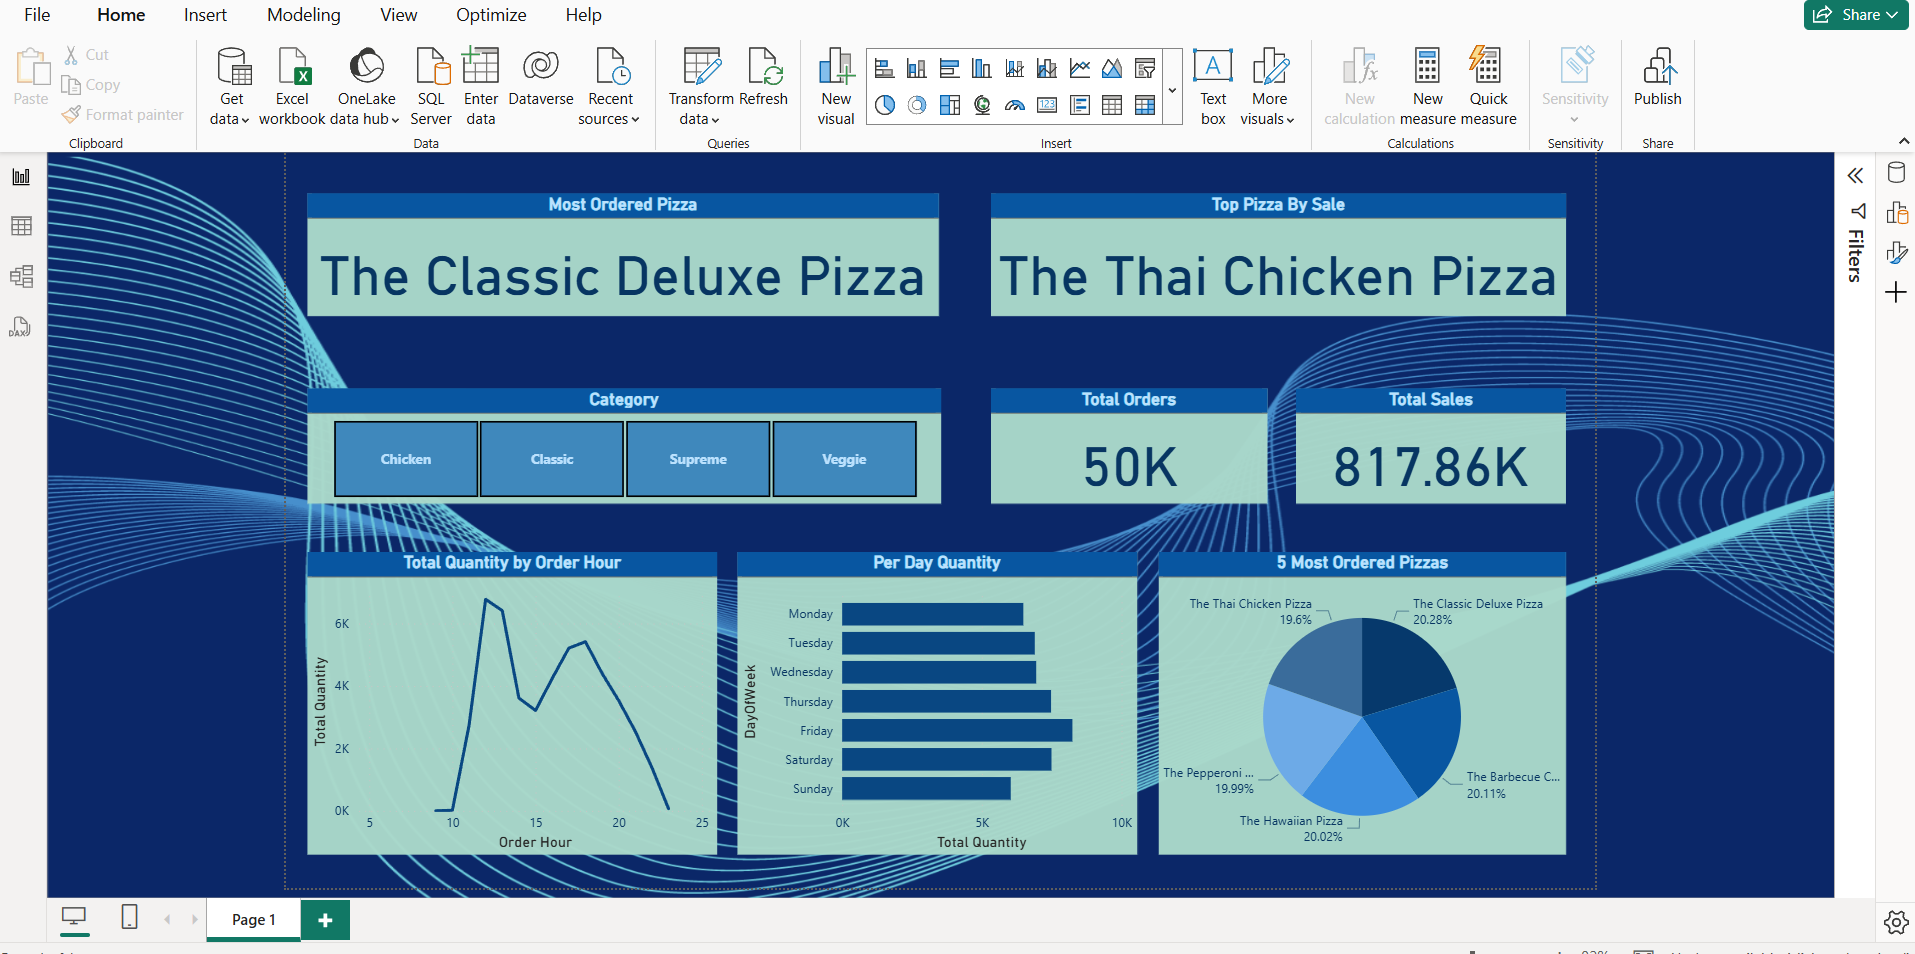 File Home Insert Modeling View Optimize Help
Share
Paste
Cut
Copy
Format painter
Clipboard
Get data
Excel workbook
OneLake data hub
SQL Server
Enter data
Dataverse
Recent sources
Data
Transform data
Refresh
Queries
New visual
123
Insert
A
Text box
More visuals
New calculation
New measure
Quick measure
Calculations
Sensitivity
Sensitivity
Publish
Share
DAX
Filters
Most Ordered Pizza
The Classic Deluxe Pizza
Top Pizza By Sale
The Thai Chicken Pizza
Category
Chicken Classic Supreme Veggie
Total Orders
50K
Total Sales
817.86K
Total Quantity by Order Hour
Total Quantity
6K
4K
2K
0K
5 10 15 20 25
Order Hour
Per Day Quantity
DayOfWeek
Monday
Tuesday
Wednesday
Thursday
Friday
Saturday
Sunday
0K 5K 10K
Total Quantity
5 Most Ordered Pizzas
The Thai Chicken Pizza
19.6%
The Classic Deluxe Pizza
20.28%
The Pepperoni ...
19.99%
The Barbecue C...
20.11%
The Hawaiian Pizza
20.02%
Page 1